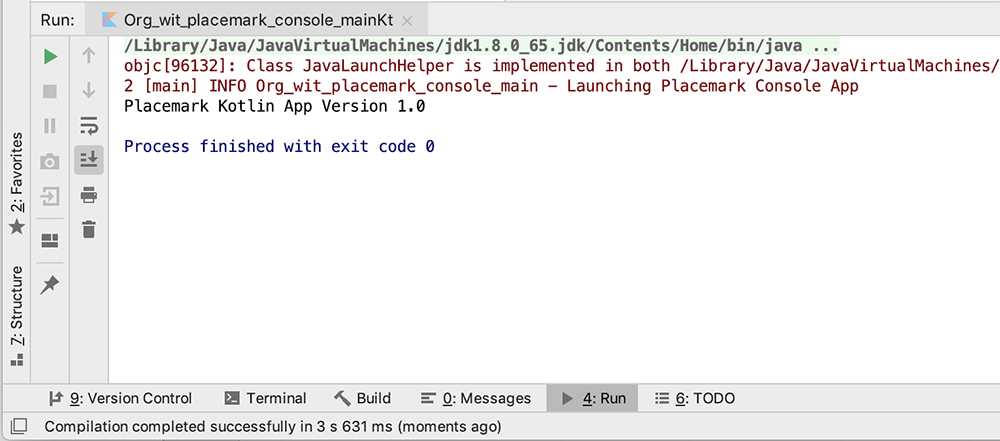 Run: Org_wit_placemark_console_mainKt
/Library/Java/JavaVirtualMachines/jdk1.8.0_65.jdk/Contents/Home/bin/java ...
objc[96132]: Class JavaLaunchHelper is implemented in both /Library/Java/JavaVirtualMachines/
2 [main] INFO Org_wit_placemark_console_main - Launching Placemark Console App
Placemark Kotlin App Version 1.0
Process finished with exit code 0
2: Favorites
7: Structure
9: Version Control Terminal Build 0: Messages 4: Run 6: TODO
Compilation completed successfully in 3 s 631 ms (moments ago)